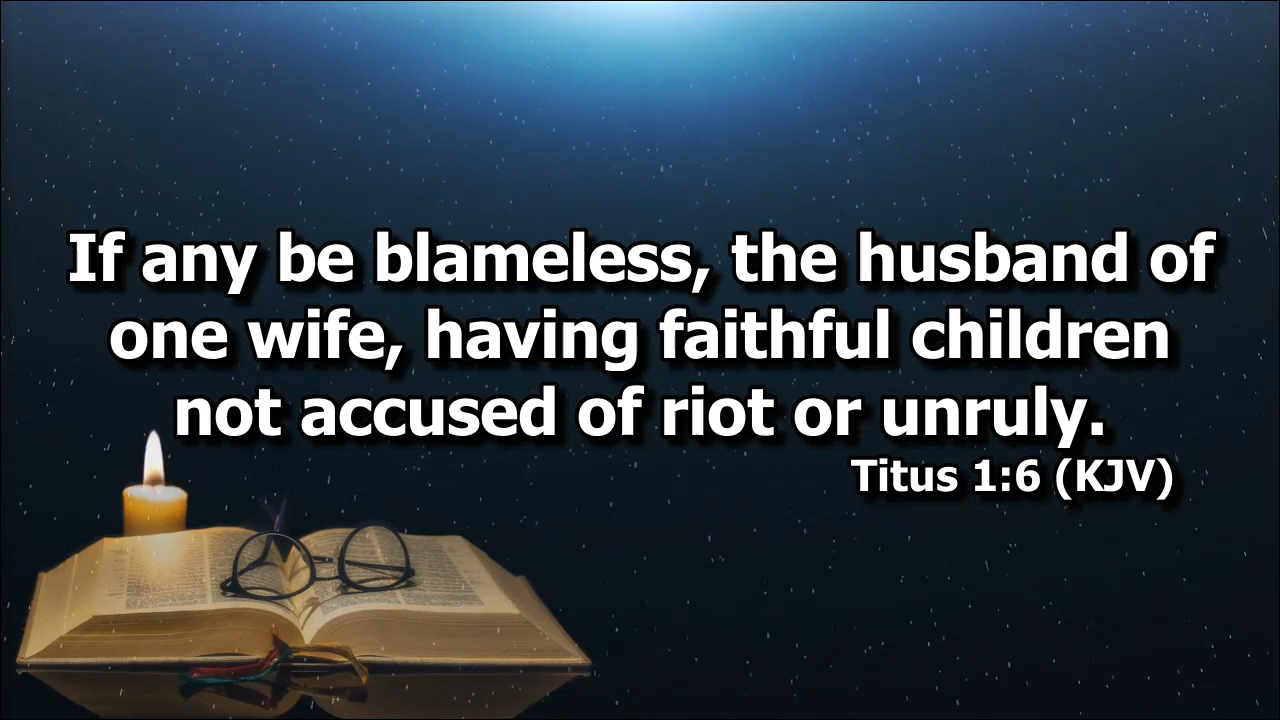 If any be blameless, the husband of
one wife, having faithful children
not accused of riot or unruly.
Titus 1:6 (KJV)